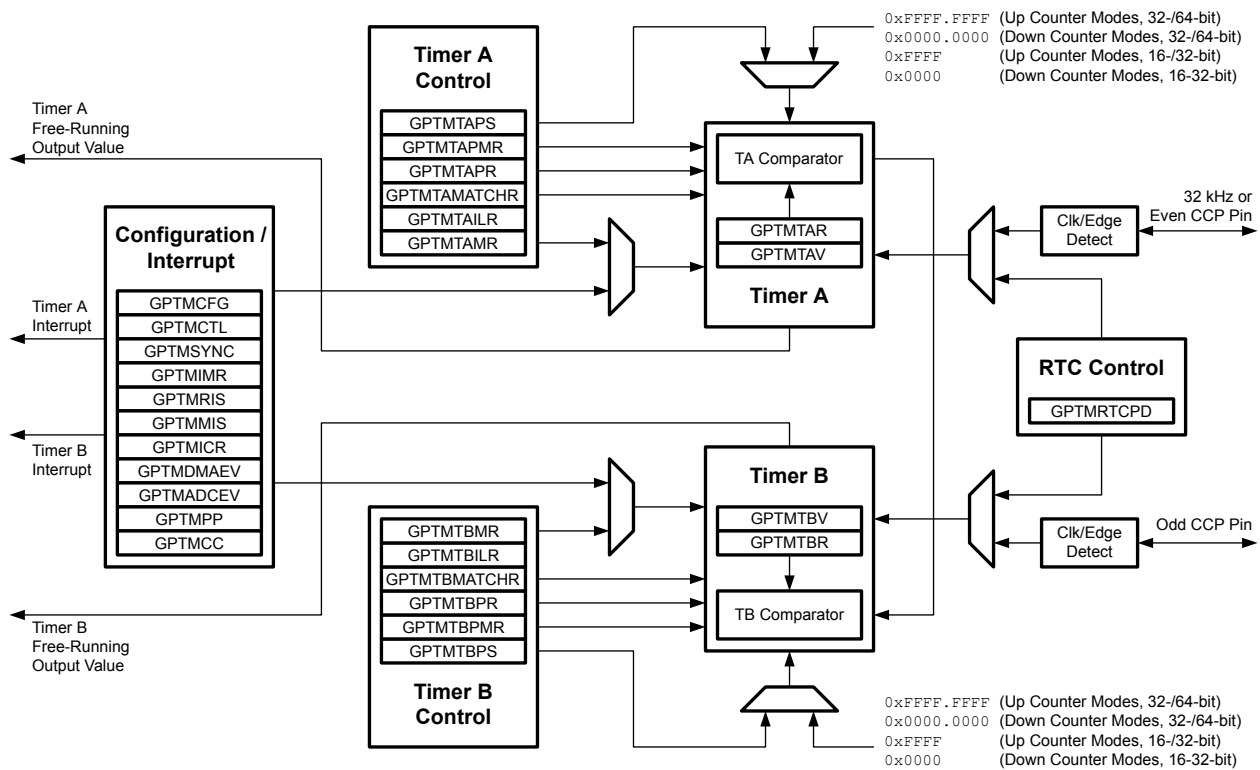 0xFFFF.FFFF (Up Counter Modes, 32-/64-bit)
0x0000.0000 (Down Counter Modes, 32-/64-bit)
0xFFFF (Up Counter Modes, 16-/32-bit)
0x0000 (Down Counter Modes, 16-32-bit)
Timer A
Control
GPTMTAPS
GPTMTAPMR
GPTMTAPR
GPTMTAMATCHR
GPTMTAILR
GPTMTAMR
Timer A
Free-Running
Output Value
TA Comparator
GPTMTAR
GPTMTAV
Timer A
Clk/Edge
Detect
32 kHz or
Even CCP Pin
Configuration /
Interrupt
GPTMCFG
GPTMCTL
GPTMSYNC
GPTMIMR
GPTMRIS
GPTMMIS
GPTMICR
GPTMDMAEV
GPTMADCEV
GPTMPP
GPTMCC
Timer A
Interrupt
Timer B
Interrupt
RTC Control
GPTMRTCPD
Timer B
GPTMTBV
GPTMTBR
TB Comparator
Clk/Edge
Detect
Odd CCP Pin
GPTMTBMR
GPTMTBILR
GPTMTBMATCHR
GPTMTBPR
GPTMTBPMR
GPTMTBPS
Timer B
Control
Timer B
Free-Running
Output Value
0xFFFF.FFFF (Up Counter Modes, 32-/64-bit)
0x0000.0000 (Down Counter Modes, 32-/64-bit)
0xFFFF (Up Counter Modes, 16-/32-bit)
0x0000 (Down Counter Modes, 16-32-bit)